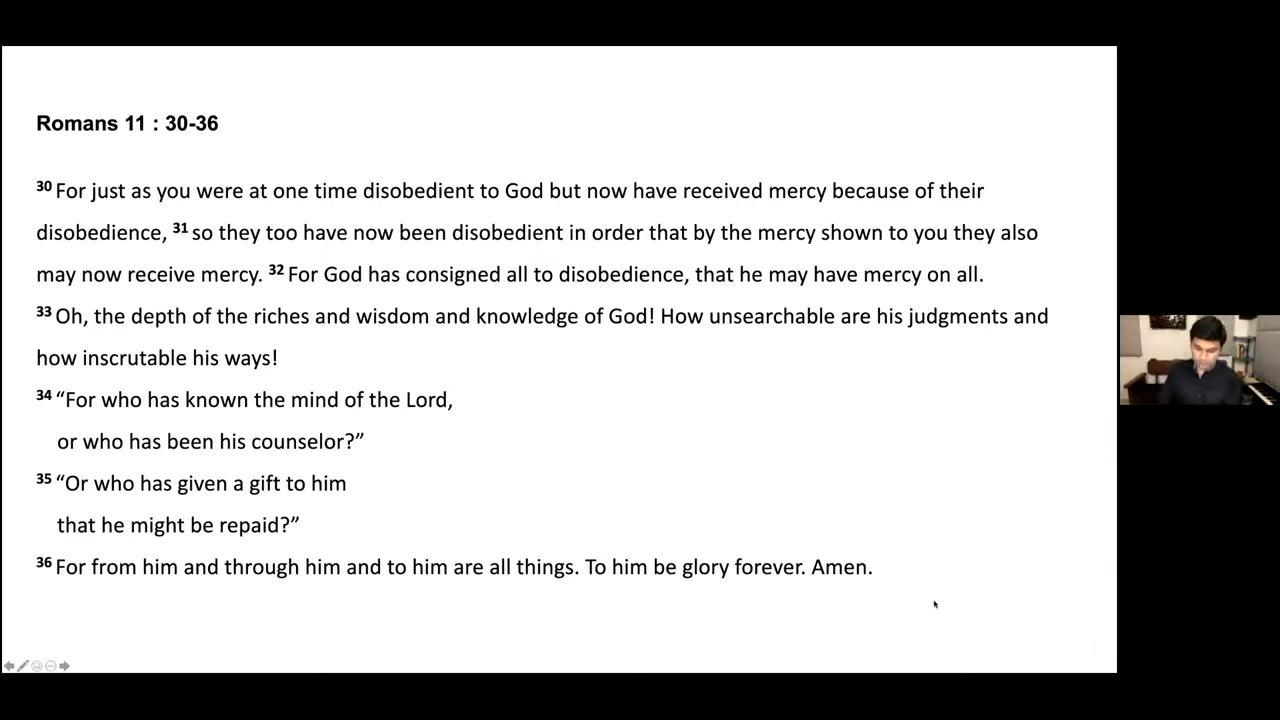 Romans 11 : 30-36
30 For just as you were at one time disobedient to God but now have received mercy because of their
disobedience, 31 so they too have now been disobedient in order that by the mercy shown to you they also
may now receive mercy. 32 For God has consigned all to disobedience, that he may have mercy on all.
33 Oh, the depth of the riches and wisdom and knowledge of God! How unsearchable are his judgments and
how inscrutable his ways!
34 “For who has known the mind of the Lord,
or who has been his counselor?”
35 “Or who has given a gift to him
that he might be repaid?”
36 For from him and through him and to him are all things. To him be glory forever. Amen.